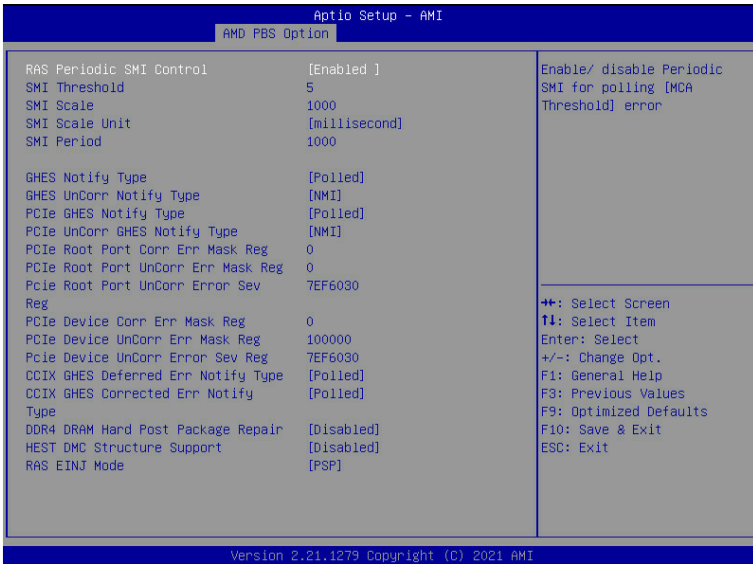 Aptio Setup - AMI
AMD PBS Option
RAS Periodic SMI Control [Enabled ]
SMI Threshold 5
SMI Scale 1000
SMI Scale Unit [millisecond]
SMI Period 1000
GHES Notify Type [Polled]
GHES UnCorr Notify Type [NMI]
PCIe GHES Notify Type [Polled]
PCIe UnCorr GHES Notify Type [NMI]
PCIe Root Port Corr Err Mask Reg 0
PCIe Root Port UnCorr Err Mask Reg 0
Pcie Root Port UnCorr Error Sev 7EF6030
Reg
PCIe Device Corr Err Mask Reg 0
PCIe Device UnCorr Err Mask Reg 100000
Pcie Device UnCorr Error Sev Reg 7EF6030
CCIX GHES Deferred Err Notify Type [Polled]
CCIX GHES Corrected Err Notify [Polled]
Type
DDR4 DRAM Hard Post Package Repair [Disabled]
HEST DMC Structure Support [Disabled]
RAS EINJ Mode [PSP]
Enable/ disable Periodic
SMI for polling [MCA
Threshold] error
→←: Select Screen
↑↓: Select Item
Enter: Select
+/-: Change Opt.
F1: General Help
F3: Previous Values
F9: Optimized Defaults
F10: Save & Exit
ESC: Exit
Version 2.21.1279 Copyright (C) 2021 AMI